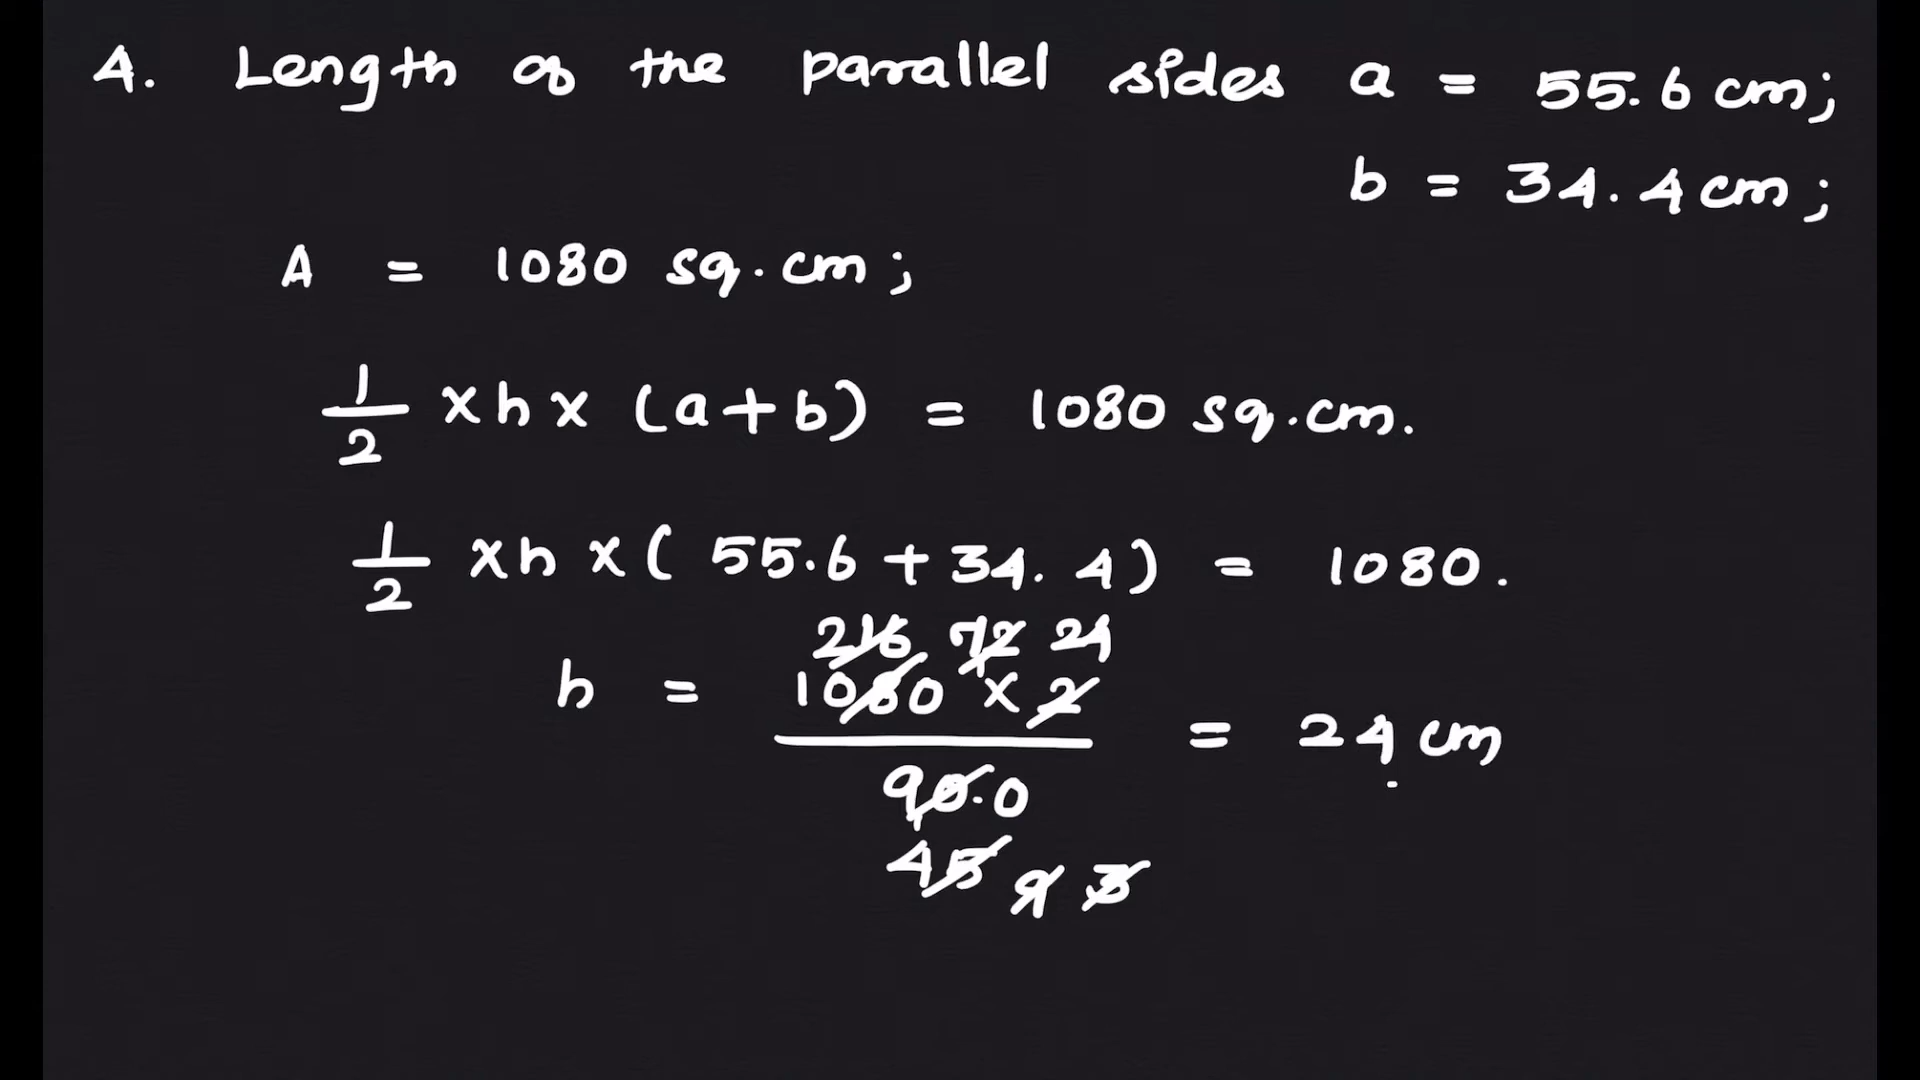 4. Length of the parallel sides a = 55.6 cm;
b = 34.4 cm;
A = 1080 sq.cm;
1/2 x h x (a+b) = 1080 sq.cm.
1/2 x h x (55.6 + 34.4) = 1080.
216 72 24
h = 1080 x 2 / 90.0 = 24 cm
45 9 3